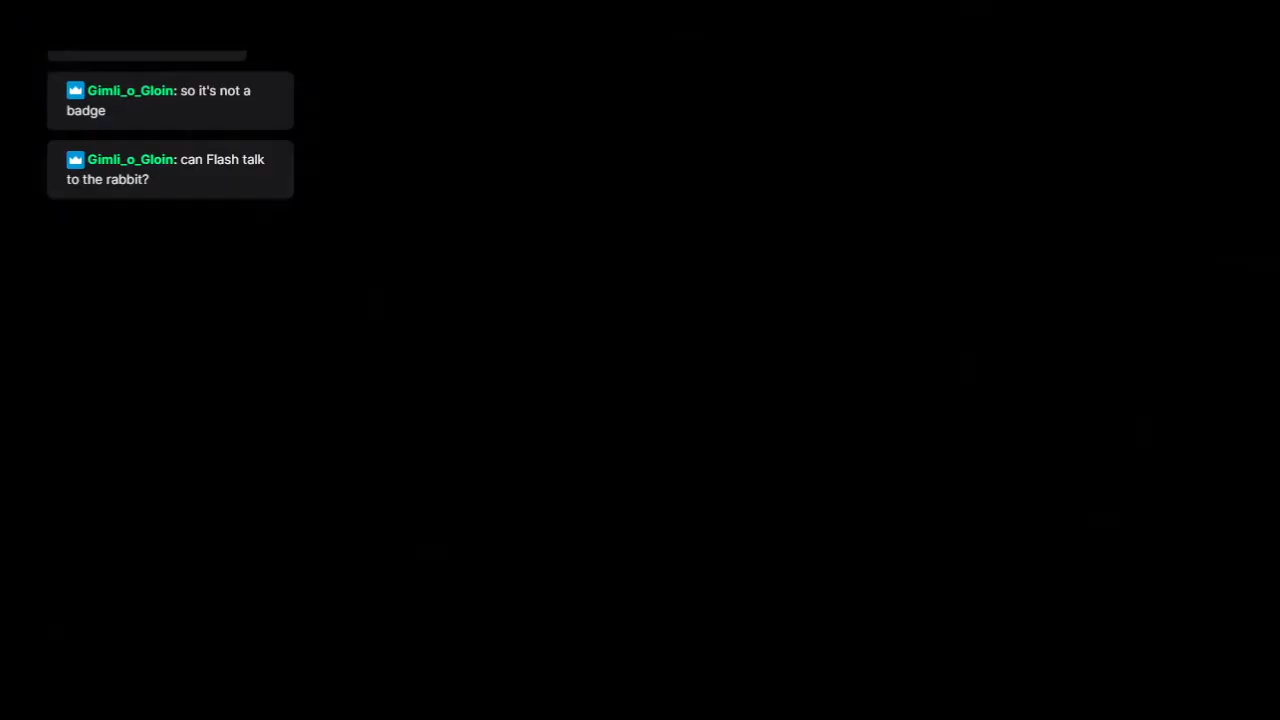 Gimli_o_Gloin: so it's not a
badge
Gimli_o_Gloin: can Flash talk
to the rabbit?